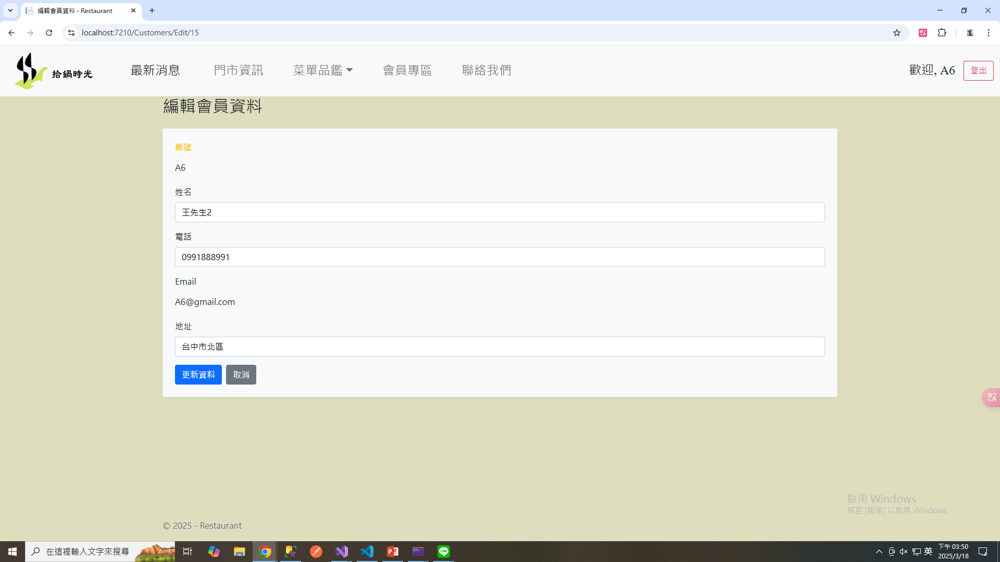 編輯會員資料 - Restaurant
localhost:7210/Customers/Edit/15
拾鍋時光
最新消息
門市資訊
菜單品鑑
會員專區
聯絡我們
歡迎, A6
登出
編輯會員資料
帳號
A6
姓名
王先生2
電話
0991888991
Email
A6@gmail.com
地址
台中市北區
更新資料
取消
啟用 Windows
移至 [設定] 以啟用 Windows。
© 2025 - Restaurant
在這裡輸入文字來搜尋
英
下午 03:50
2025/3/18